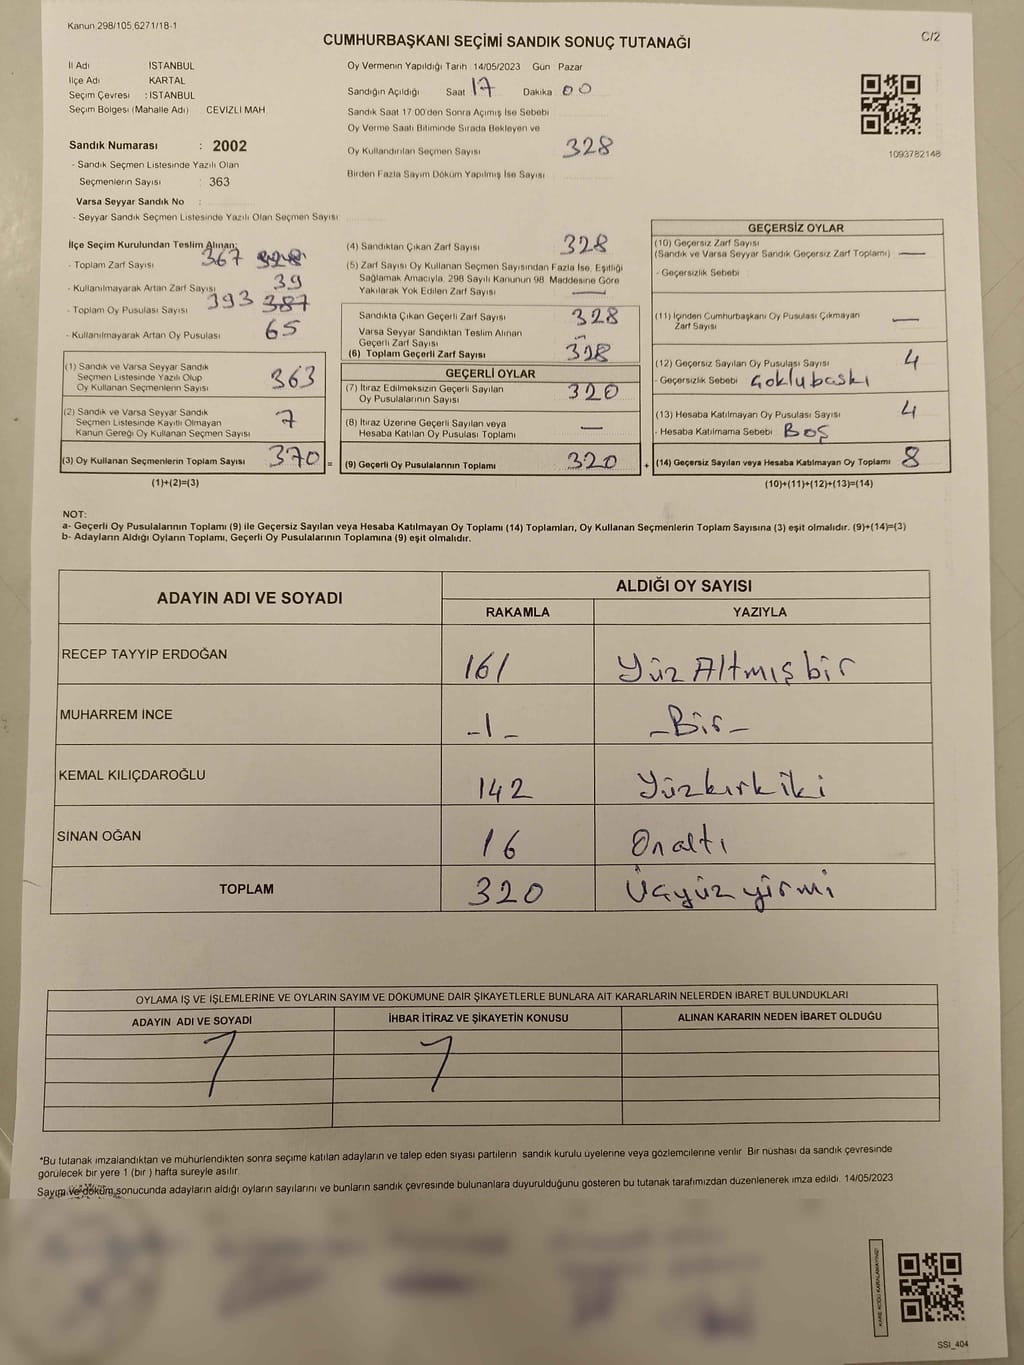 Kanun 298/105,6271/18-1
C/2
CUMHURBAŞKANI SEÇİMİ SANDIK SONUÇ TUTANAĞI
İl Adı İSTANBUL
İlçe Adı KARTAL
Seçim Çevresi : İSTANBUL
Seçim Bölgesi (Mahalle Adı) CEVİZLİ MAH.
Sandık Numarası : 2002
- Sandık Seçmen Listesinde Yazılı Olan
Seçmenlerin Sayısı : 363
Varsa Seyyar Sandık No :
- Seyyar Sandık Seçmen Listesinde Yazılı Olan Seçmen Sayısı
Oy Vermenin Yapıldığı Tarih 14/05/2023 Gün Pazar
Sandığın Açıldığı Saat 17 Dakika 00
Sandık Saat 17:00'den Sonra Açımış İse Sebebi
Oy Verme Saati Bitiminde Sırada Bekleyen ve
Oy Kullandırılan Seçmen Sayısı 328
Birden Fazla Sayım Döküm Yapılmış İse Sayısı
1093782148
İlçe Seçim Kurulundan Teslim Alınan;
- Toplam Zarf Sayısı 367 328
- Kullanılmayarak Artan Zarf Sayısı 39
- Toplam Oy Pusulası Sayısı 393 387
- Kullanılmayarak Artan Oy Pusulası 65
(1) Sandık ve Varsa Seyyar Sandık
Seçmen Listesinde Yazılı Olup
Oy Kullanan Seçmenlerin Sayısı 363
(2) Sandık ve Varsa Seyyar Sandık
Seçmen Listesinde Kayıtlı Olmayan
Kanun Gereği Oy Kullanan Seçmen Sayısı 7
(3) Oy Kullanan Seçmenlerin Toplam Sayısı 370 =
(1)+(2)=(3)
(4) Sandıktan Çıkan Zarf Sayısı 328
(5) Zarf Sayısı Oy Kullanan Seçmen Sayısından Fazla İse, Eşitliği
Sağlamak Amacıyla, 298 Sayılı Kanunun 98. Maddesine Göre
Yakılarak Yok Edilen Zarf Sayısı —
Sandıkta Çıkan Geçerli Zarf Sayısı 328
Varsa Seyyar Sandıktan Teslim Alınan
Geçerli Zarf Sayısı —
(6) Toplam Geçerli Zarf Sayısı 328
GEÇERLİ OYLAR
(7) İtiraz Edilmeksizin Geçerli Sayılan
Oy Pusulalarının Sayısı 320
(8) İtiraz Üzerine Geçerli Sayılan veya
Hesaba Katılan Oy Pusulası Toplamı —
(9) Geçerli Oy Pusulalarının Toplamı 320 +
GEÇERSİZ OYLAR
(10) Geçersiz Zarf Sayısı
(Sandık ve Varsa Seyyar Sandık Geçersiz Zarf Toplamı) —
- Geçersizlik Sebebi
(11) İçinden Cumhurbaşkanı Oy Pusulası Çıkmayan
Zarf Sayısı —
(12) Geçersiz Sayılan Oy Pusulası Sayısı 4
- Geçersizlik Sebebi Çoklubaskı
(13) Hesaba Katılmayan Oy Pusulası Sayısı 4
- Hesaba Katılmama Sebebi Boş
(14) Geçersiz Sayılan veya Hesaba Katılmayan Oy Toplamı 8
(10)+(11)+(12)+(13)=(14)
NOT:
a- Geçerli Oy Pusulalarının Toplamı (9) ile Geçersiz Sayılan veya Hesaba Katılmayan Oy Toplamı (14) Toplamları, Oy Kullanan Seçmenlerin Toplam Sayısına (3) eşit olmalıdır. (9)+(14)=(3)
b- Adayların Aldığı Oyların Toplamı, Geçerli Oy Pusulalarının Toplamına (9) eşit olmalıdır.
ADAYIN ADI VE SOYADI ALDIĞI OY SAYISI
RAKAMLA YAZIYLA
RECEP TAYYİP ERDOĞAN 161 Yüz Altmış bir
MUHARREM İNCE -1- -Bir-
KEMAL KILIÇDAROĞLU 142 Yüzkırk iki
SİNAN OĞAN 16 Onaltı
TOPLAM 320 Üçyüz yirmi
OYLAMA İŞ VE İŞLEMLERİNE VE OYLARIN SAYIM VE DÖKÜMÜNE DAİR ŞİKAYETLERLE BUNLARA AİT KARARLARIN NELERDEN İBARET BULUNDUKLARI
ADAYIN ADI VE SOYADI İHBAR İTİRAZ VE ŞİKAYETİN KONUSU ALINAN KARARIN NEDEN İBARET OLDUĞU
*Bu tutanak imzalandıktan ve mühürlendikten sonra seçime katılan adayların ve talep eden siyasi partilerin sandık kurulu üyelerine veya gözlemcilerine verilir. Bir nüshası da sandık çevresinde
görülecek bir yere 1 (bir ) hafta süreyle asılır.
Sayım ve döküm sonucunda adayların aldığı oyların sayılarını ve bunların sandık çevresinde bulunanlara duyurulduğunu gösteren bu tutanak tarafımızdan düzenlenerek imza edildi. 14/05/2023
KARE KODU KARALAMAYINIZ!
SSI_404